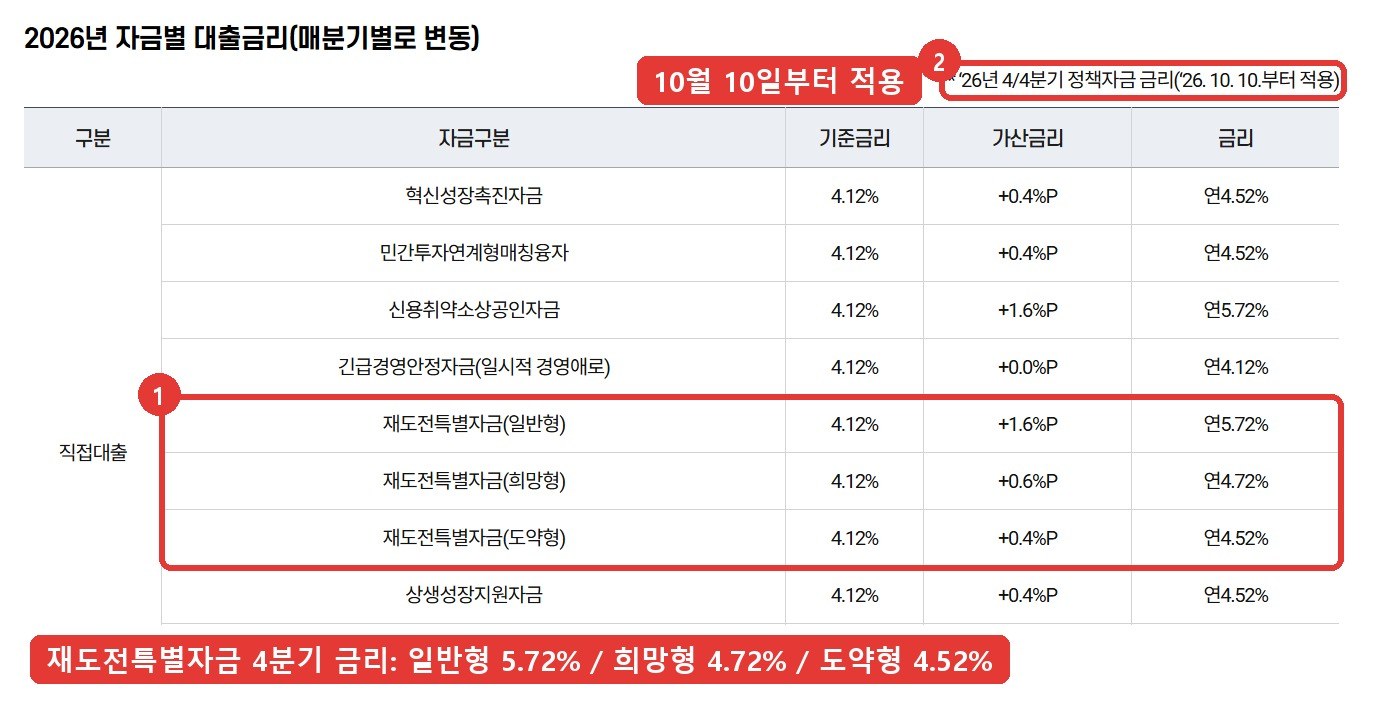 2026년 자금별 대출금리(매분기별로 변동)
10월 10일부터 적용
2
* ‘26년 4/4분기 정책자금 금리(‘26. 10. 10.부터 적용)
구분 자금구분 기준금리 가산금리 금리
혁신성장촉진자금 4.12% +0.4%P 연4.52%
민간투자연계형매칭융자 4.12% +0.4%P 연4.52%
신용취약소상공인자금 4.12% +1.6%P 연5.72%
긴급경영안정자금(일시적 경영애로) 4.12% +0.0%P 연4.12%
1
재도전특별자금(일반형) 4.12% +1.6%P 연5.72%
직접대출
재도전특별자금(희망형) 4.12% +0.6%P 연4.72%
재도전특별자금(도약형) 4.12% +0.4%P 연4.52%
상생성장지원자금 4.12% +0.4%P 연4.52%
재도전특별자금 4분기 금리: 일반형 5.72% / 희망형 4.72% / 도약형 4.52%